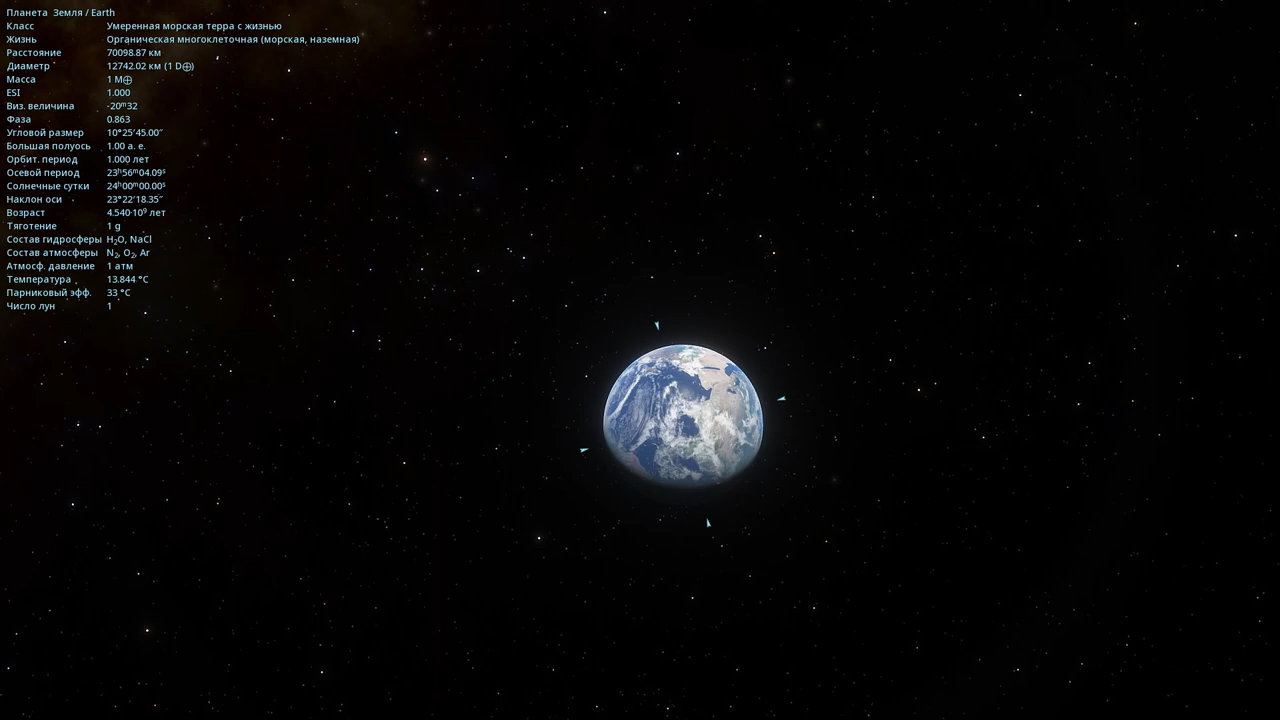 Планета Земля / Earth
Класс Умеренная морская терра с жизнью
Жизнь Органическая многоклеточная (морская, наземная)
Расстояние 70098.87 км
Диаметр 12742.02 км (1 D⊕)
Масса 1 M⊕
ESI 1.000
Виз. величина -20ᵐ32
Фаза 0.863
Угловой размер 10°25′45.00″
Большая полуось 1.00 а. е.
Орбит. период 1.000 лет
Осевой период 23ʰ56ᵐ04.09ˢ
Солнечные сутки 24ʰ00ᵐ00.00ˢ
Наклон оси 23°22′18.35″
Возраст 4.540·10⁹ лет
Тяготение 1 g
Состав гидросферы H₂O, NaCl
Состав атмосферы N₂, O₂, Ar
Атмосф. давление 1 атм
Температура 13.844 °C
Парниковый эфф. 33 °C
Число лун 1